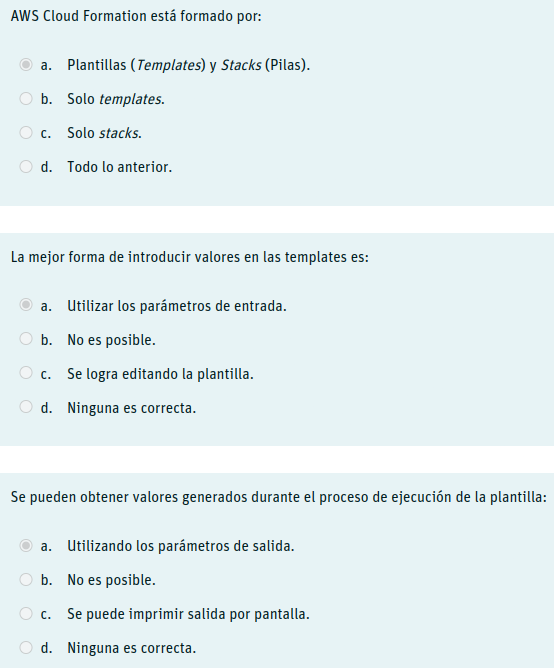 AWS Cloud Formation está formado por:
a. Plantillas (Templates) y Stacks (Pilas).
b. Solo templates.
c. Solo stacks.
d. Todo lo anterior.
La mejor forma de introducir valores en las templates es:
a. Utilizar los parámetros de entrada.
b. No es posible.
c. Se logra editando la plantilla.
d. Ninguna es correcta.
Se pueden obtener valores generados durante el proceso de ejecución de la plantilla:
a. Utilizando los parámetros de salida.
b. No es posible.
c. Se puede imprimir salida por pantalla.
d. Ninguna es correcta.